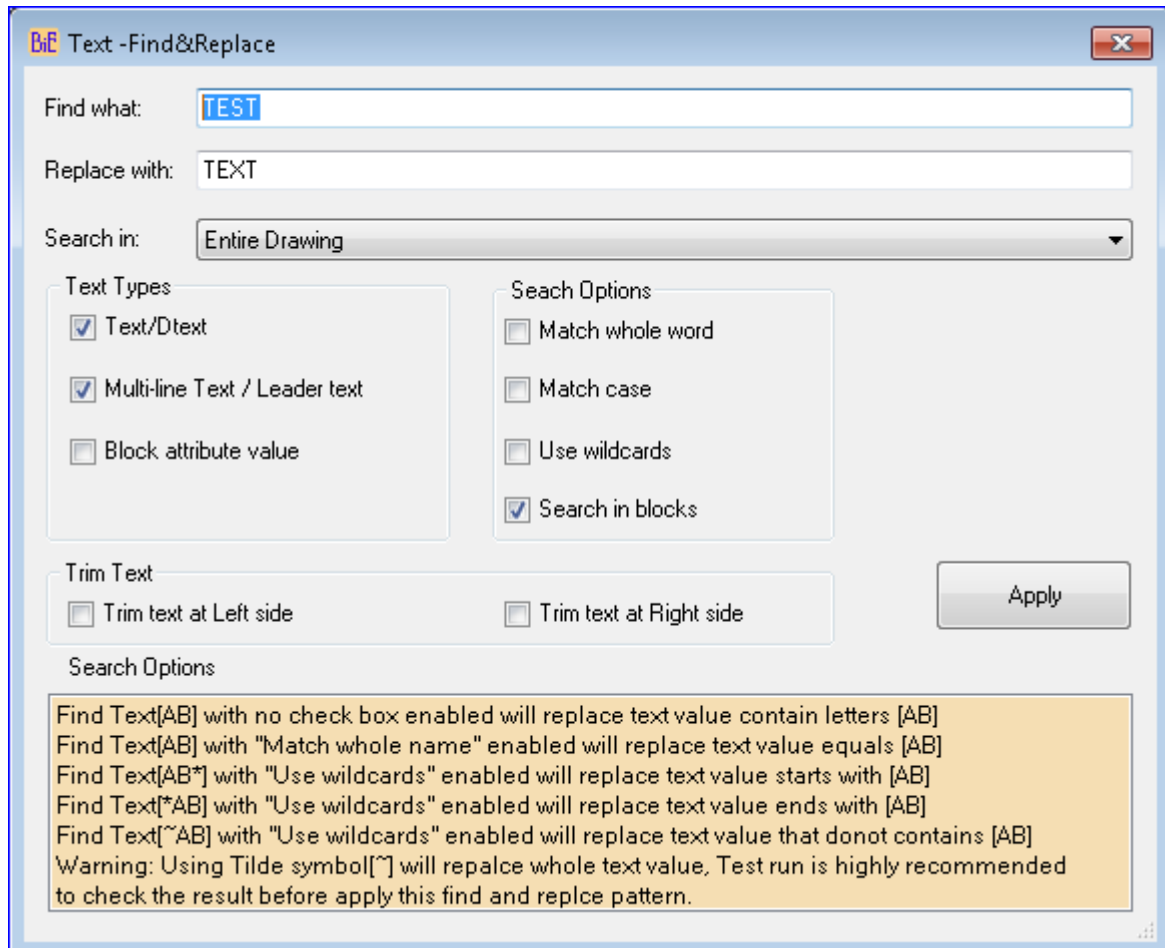 BiE Text -Find&Replace
Find what: TEST
Replace with: TEXT
Search in: Entire Drawing
Text Types
Text/Dtext
Multi-line Text / Leader text
Block attribute value
Seach Options
Match whole word
Match case
Use wildcards
Search in blocks
Trim Text
Trim text at Left side
Trim text at Right side
Apply
Search Options
Find Text[AB] with no check box enabled will replace text value contain letters [AB]
Find Text[AB] with "Match whole name" enabled will replace text value equals [AB]
Find Text[AB*] with "Use wildcards" enabled will replace text value starts with [AB]
Find Text[*AB] with "Use wildcards" enabled will replace text value ends with [AB]
Find Text[~AB] with "Use wildcards" enabled will replace text value that donot contains [AB]
Warning: Using Tilde symbol[~] will repalce whole text value, Test run is highly recommended
to check the result before apply this find and replce pattern.